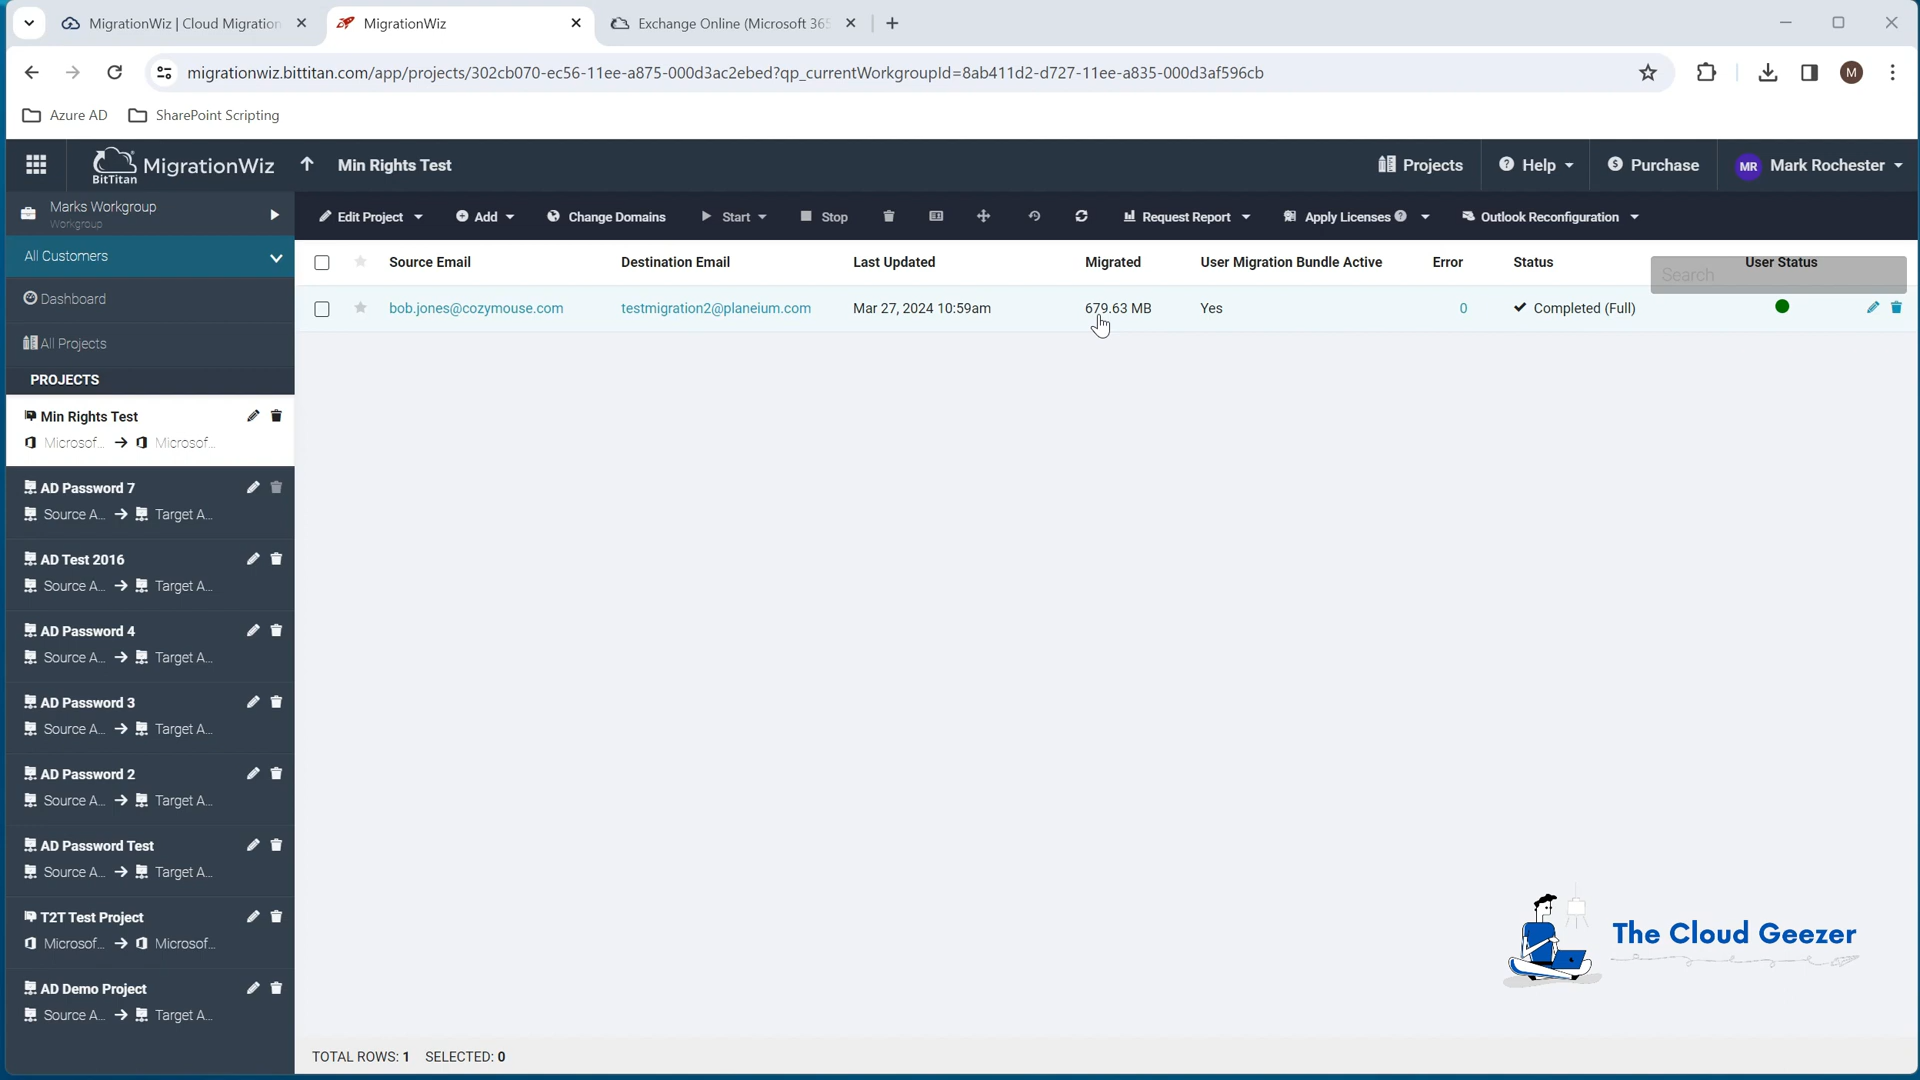 MigrationWiz | Cloud Migration
MigrationWiz
Exchange Online (Microsoft 365
migrationwiz.bittitan.com/app/projects/302cb070-ec56-11ee-a875-000d3ac2ebed?qp_currentWorkgroupId=8ab411d2-d727-11ee-a835-000d3af596cb
M
Azure AD
SharePoint Scripting
BitTitan
MigrationWiz
Min Rights Test
Projects
Help
Purchase
MR
Mark Rochester
Marks Workgroup
Workgroup
Edit Project
Add
Change Domains
Start
Stop
Request Report
Apply Licenses
Outlook Reconfiguration
All Customers
Source Email
Destination Email
Last Updated
Migrated
User Migration Bundle Active
Error
Status
Search
User Status
Dashboard
bob.jones@cozymouse.com
testmigration2@planeium.com
Mar 27, 2024 10:59am
679.63 MB
Yes
0
Completed (Full)
All Projects
PROJECTS
Min Rights Test
Microsof... → Microsof...
AD Password 7
Source A... → Target A...
AD Test 2016
Source A... → Target A...
AD Password 4
Source A... → Target A...
AD Password 3
Source A... → Target A...
AD Password 2
Source A... → Target A...
AD Password Test
Source A... → Target A...
T2T Test Project
Microsof... → Microsof...
The Cloud Geezer
AD Demo Project
Source A... → Target A...
TOTAL ROWS: 1 SELECTED: 0